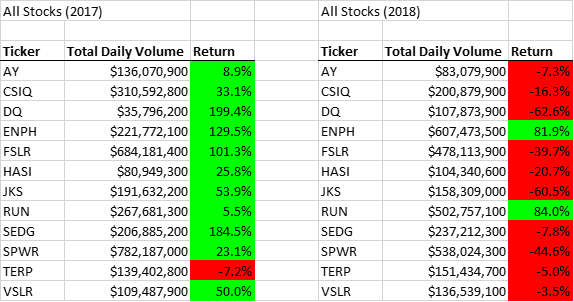 All Stocks (2017) All Stocks (2018)
Ticker Total Daily Volume Return Ticker Total Daily Volume Return
AY $136,070,900 8.9% AY $83,079,900 -7.3%
CSIQ $310,592,800 33.1% CSIQ $200,879,900 -16.3%
DQ $35,796,200 199.4% DQ $107,873,900 -62.6%
ENPH $221,772,100 129.5% ENPH $607,473,500 81.9%
FSLR $684,181,400 101.3% FSLR $478,113,900 -39.7%
HASI $80,949,300 25.8% HASI $104,340,600 -20.7%
JKS $191,632,200 53.9% JKS $158,309,000 -60.5%
RUN $267,681,300 5.5% RUN $502,757,100 84.0%
SEDG $206,885,200 184.5% SEDG $237,212,300 -7.8%
SPWR $782,187,000 23.1% SPWR $538,024,300 -44.6%
TERP $139,402,800 -7.2% TERP $151,434,700 -5.0%
VSLR $109,487,900 50.0% VSLR $136,539,100 -3.5%